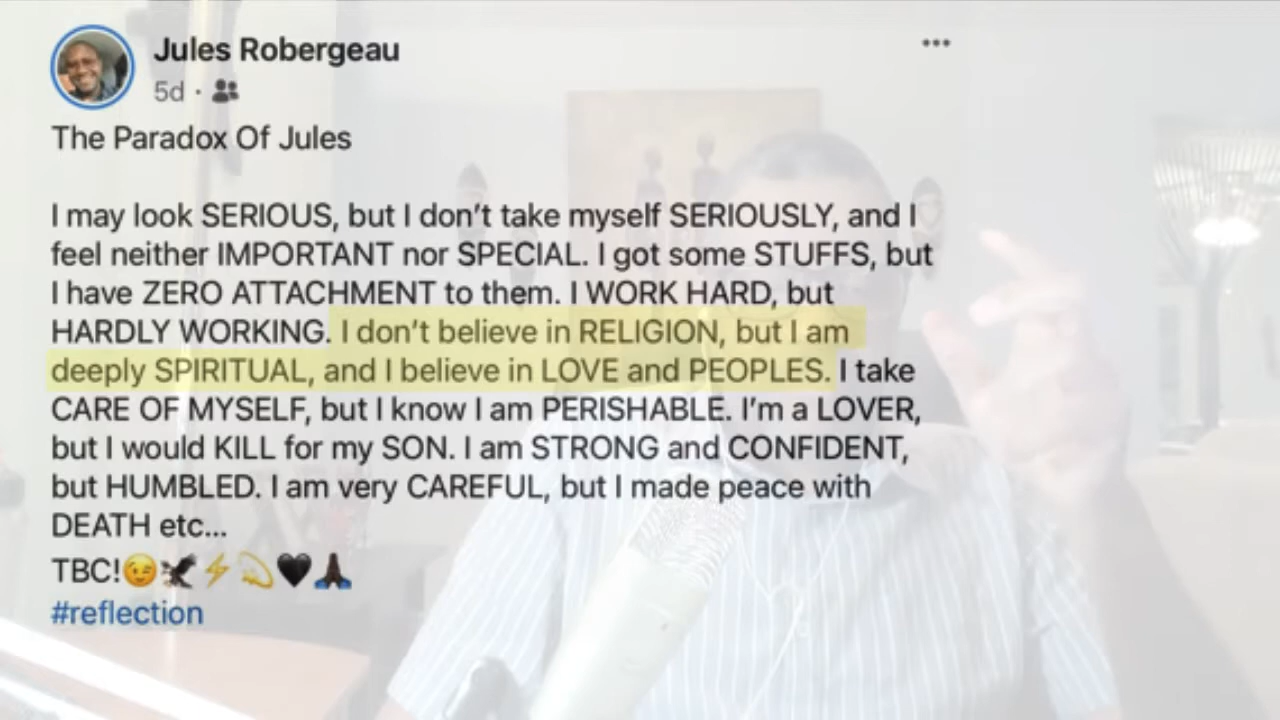 Jules Robergeau
5d ·
The Paradox Of Jules
I may look SERIOUS, but I don't take myself SERIOUSLY, and I
feel neither IMPORTANT nor SPECIAL. I got some STUFFS, but
I have ZERO ATTACHMENT to them. I WORK HARD, but
HARDLY WORKING. I don't believe in RELIGION, but I am
deeply SPIRITUAL, and I believe in LOVE and PEOPLES. I take
CARE OF MYSELF, but I know I am PERISHABLE. I'm a LOVER,
but I would KILL for my SON. I am STRONG and CONFIDENT,
but HUMBLED. I am very CAREFUL, but I made peace with
DEATH etc...
TBC!😉🦅⚡💫🖤🙏🏿
#reflection